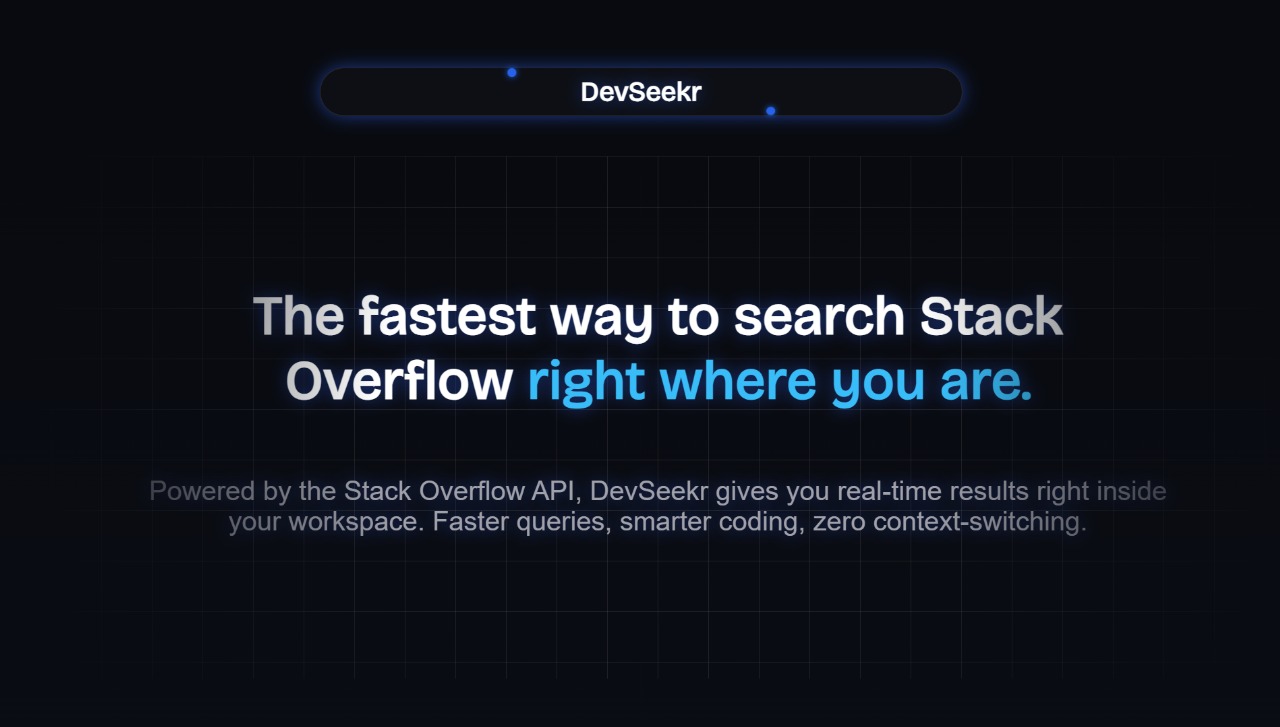 DevSeekr
The fastest way to search Stack
Overflow right where you are.
Powered by the Stack Overflow API, DevSeekr gives you real-time results right inside
your workspace. Faster queries, smarter coding, zero context-switching.